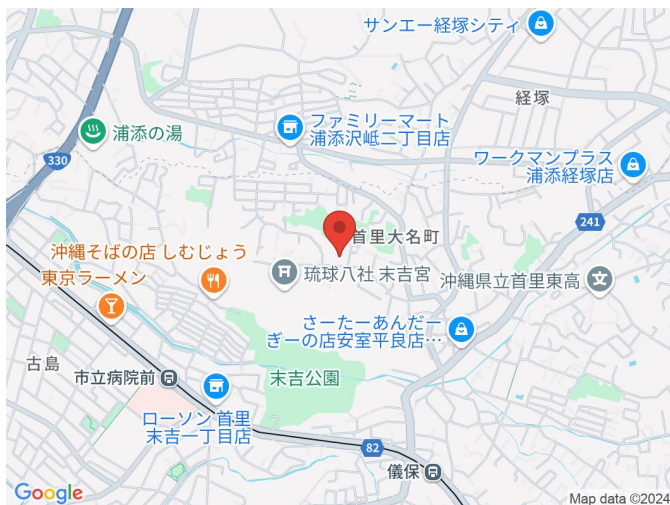 サンエー経塚シティ
経塚
ファミリーマート
浦添沢岻二丁目店
浦添の湯
330
ワークマンプラス
浦添経塚店
241
首里大名町
沖縄そばの店 しむじょう
東京ラーメン
琉球八社 末吉宮
沖縄県立首里東高
さーたーあんだー
ぎーの店安室平良店…
古島
市立病院前
末吉公園
ローソン 首里
末吉一丁目店
82
儀保
Google
Map data ©2024